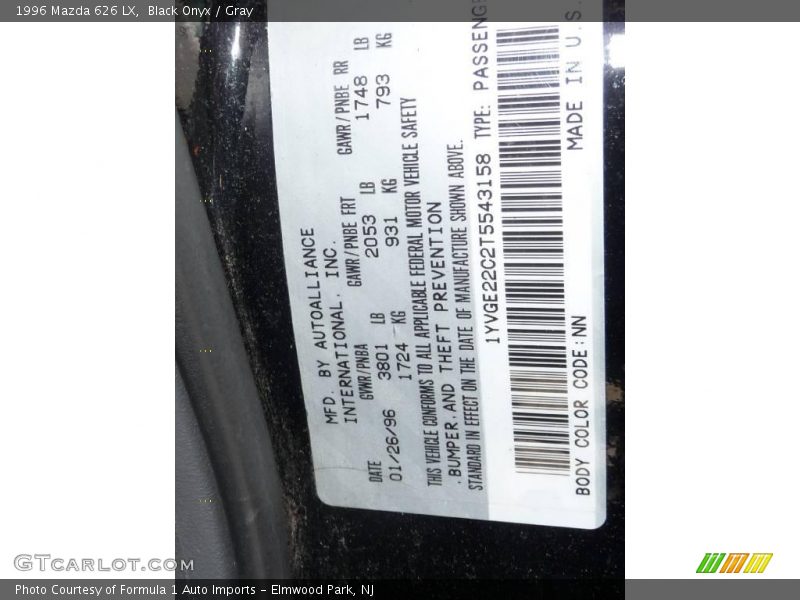 1996 Mazda 626 LX,  Black Onyx / Gray
MFD. BY AUTOALLIANCE
INTERNATIONAL. INC.
GVWR/PNBA GAWR/PNBE FRT GAWR/PNBE RR
DATE 3801 LB 2053 LB 1748 LB
01/26/96 1724 KG 931 KG 793 KG
THIS VEHICLE CONFORMS TO ALL APPLICABLE FEDERAL MOTOR VEHICLE SAFETY
.BUMPER.AND THEFT PREVENTION
STANDARD IN EFFECT ON THE DATE OF MANUFACTURE SHOWN ABOVE.
1YVGE22C2T5543158 TYPE: PASSENG
BODY COLOR CODE:NN MADE IN U.S.
GTCARLOT.COM
Photo Courtesy of Formula 1 Auto Imports - Elmwood Park, NJ